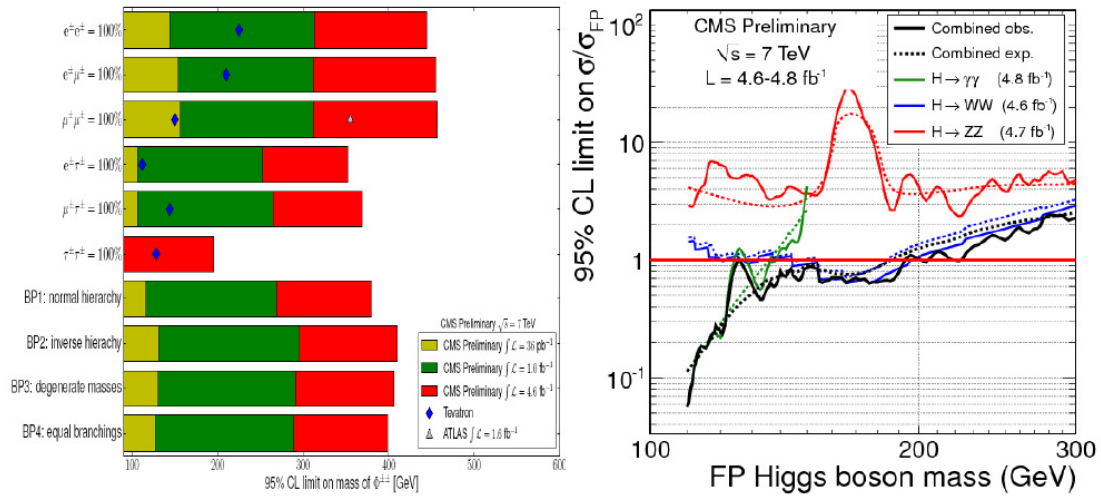 e±e± = 100%
e±μ± = 100%
μ±μ± = 100%
e±τ± = 100%
μ±τ± = 100%
τ±τ± = 100%
BP1: normal hierarchy
BP2: inverse hierachy
BP3: degenerate masses
BP4: equal branchings
CMS Preliminary √s = 7 TeV
CMS Preliminary ∫ℒ = 36 pb⁻¹
CMS Preliminary ∫ℒ = 1.0 fb⁻¹
CMS Preliminary ∫ℒ = 4.6 fb⁻¹
Tevatron
ATLAS ∫ℒ = 1.6 fb⁻¹
100 200 300 400 500 600
95% CL limit on mass of Φ±± [GeV]
95% CL limit on σ/σFP
10²
10
1
10⁻¹
CMS Preliminary
√s = 7 TeV
L = 4.6-4.8 fb⁻¹
Combined obs.
Combined exp.
H→γγ (4.8 fb⁻¹)
H→WW (4.6 fb⁻¹)
H→ZZ (4.7 fb⁻¹)
100 200 300
FP Higgs boson mass (GeV)